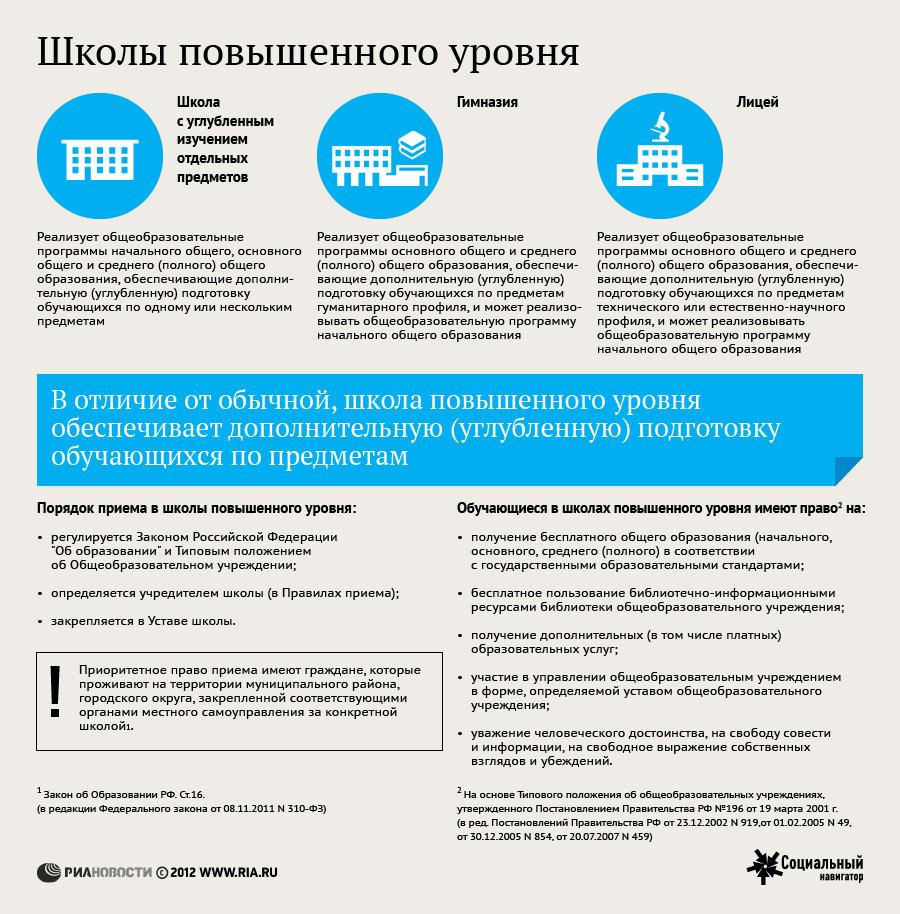 Школы повышенного уровня
Школа
с углубленным
изучением
отдельных
предметов
Реализует общеобразовательные
программы начального общего, основного
общего и среднего (полного) общего
образования, обеспечивающие дополни-
тельную (углубленную) подготовку
обучающихся по одному или нескольким
предметам
Гимназия
Реализует общеобразовательные
программы основного общего и среднего
(полного) общего образования, обеспечи-
вающие дополнительную (углубленную)
подготовку обучающихся по предметам
гуманитарного профиля, и может реализо-
вывать общеобразовательную программу
начального общего образования
Лицей
Реализует общеобразовательные
программы основного общего и среднего
(полного) общего образования, обеспечи-
вающие дополнительную (углубленную)
подготовку обучающихся по предметам
технического или естественно-научного
профиля, и может реализовывать
общеобразовательную программу
начального общего образования
В отличие от обычной, школа повышенного уровня
обеспечивает дополнительную (углубленную) подготовку
обучающихся по предметам
Порядок приема в школы повышенного уровня:
• регулируется Законом Российской Федерации
"Об образовании" и Типовым положением
об Общеобразовательном учреждении;
• определяется учредителем школы (в Правилах приема);
• закрепляется в Уставе школы.
! Приоритетное право приема имеют граждане, которые
проживают на территории муниципального района,
городского округа, закрепленной соответствующими
органами местного самоуправления за конкретной
школой1.
1 Закон об Образовании РФ. Ст.16.
(в редакции Федерального закона от 08.11.2011 N 310-ФЗ)
Обучающиеся в школах повышенного уровня имеют право2 на:
• получение бесплатного общего образования (начального,
основного, среднего (полного) в соответствии
с государственными образовательными стандартами;
• бесплатное пользование библиотечно-информационными
ресурсами библиотеки общеобразовательного учреждения;
• получение дополнительных (в том числе платных)
образовательных услуг;
• участие в управлении общеобразовательным учреждением
в форме, определяемой уставом общеобразовательного
учреждения;
• уважение человеческого достоинства, на свободу совести
и информации, на свободное выражение собственных
взглядов и убеждений.
2 На основе Типового положения об общеобразовательных учреждениях,
утвержденного Постановлением Правительства РФ №196 от 19 марта 2001 г.
(в ред. Постановлений Правительства РФ от 23.12.2002 N 919,от 01.02.2005 N 49,
от 30.12.2005 N 854, от 20.07.2007 N 459)
РИАНОВОСТИ © 2012 WWW.RIA.RU
Социальный
навигатор